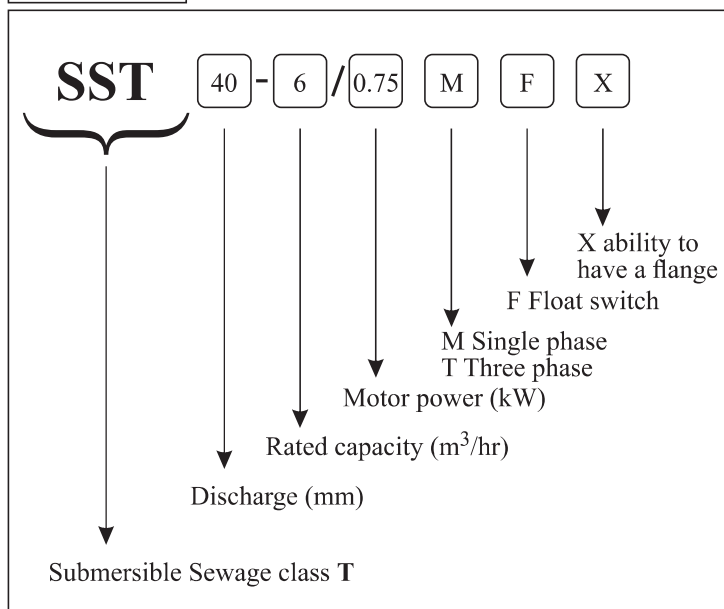 SST 40 - 6 / 0.75 M F X
X ability to
have a flange
F Float switch
M Single phase
T Three phase
Motor power (kW)
Rated capacity (m³/hr)
Discharge (mm)
Submersible Sewage class T